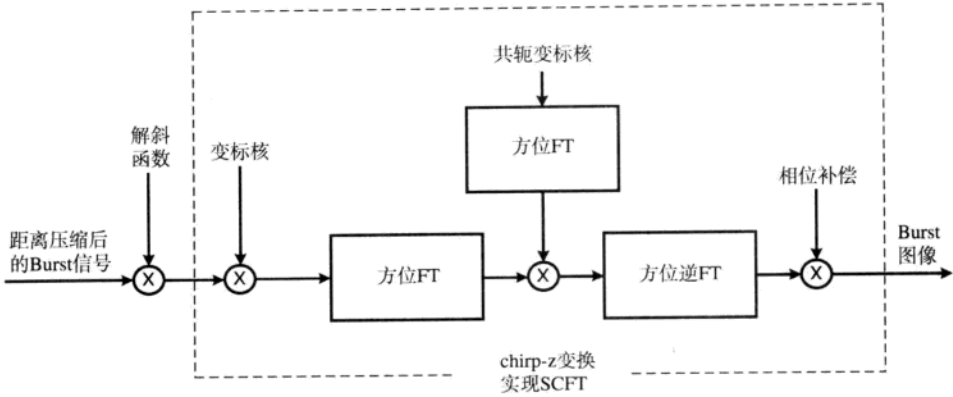 共轭变标核
方位FT
解斜
函数
变标核
相位补偿
距离压缩后
的Burst信号
X
X
方位FT
X
方位逆FT
X
Burst
图像
chirp-z变换
实现SCFT